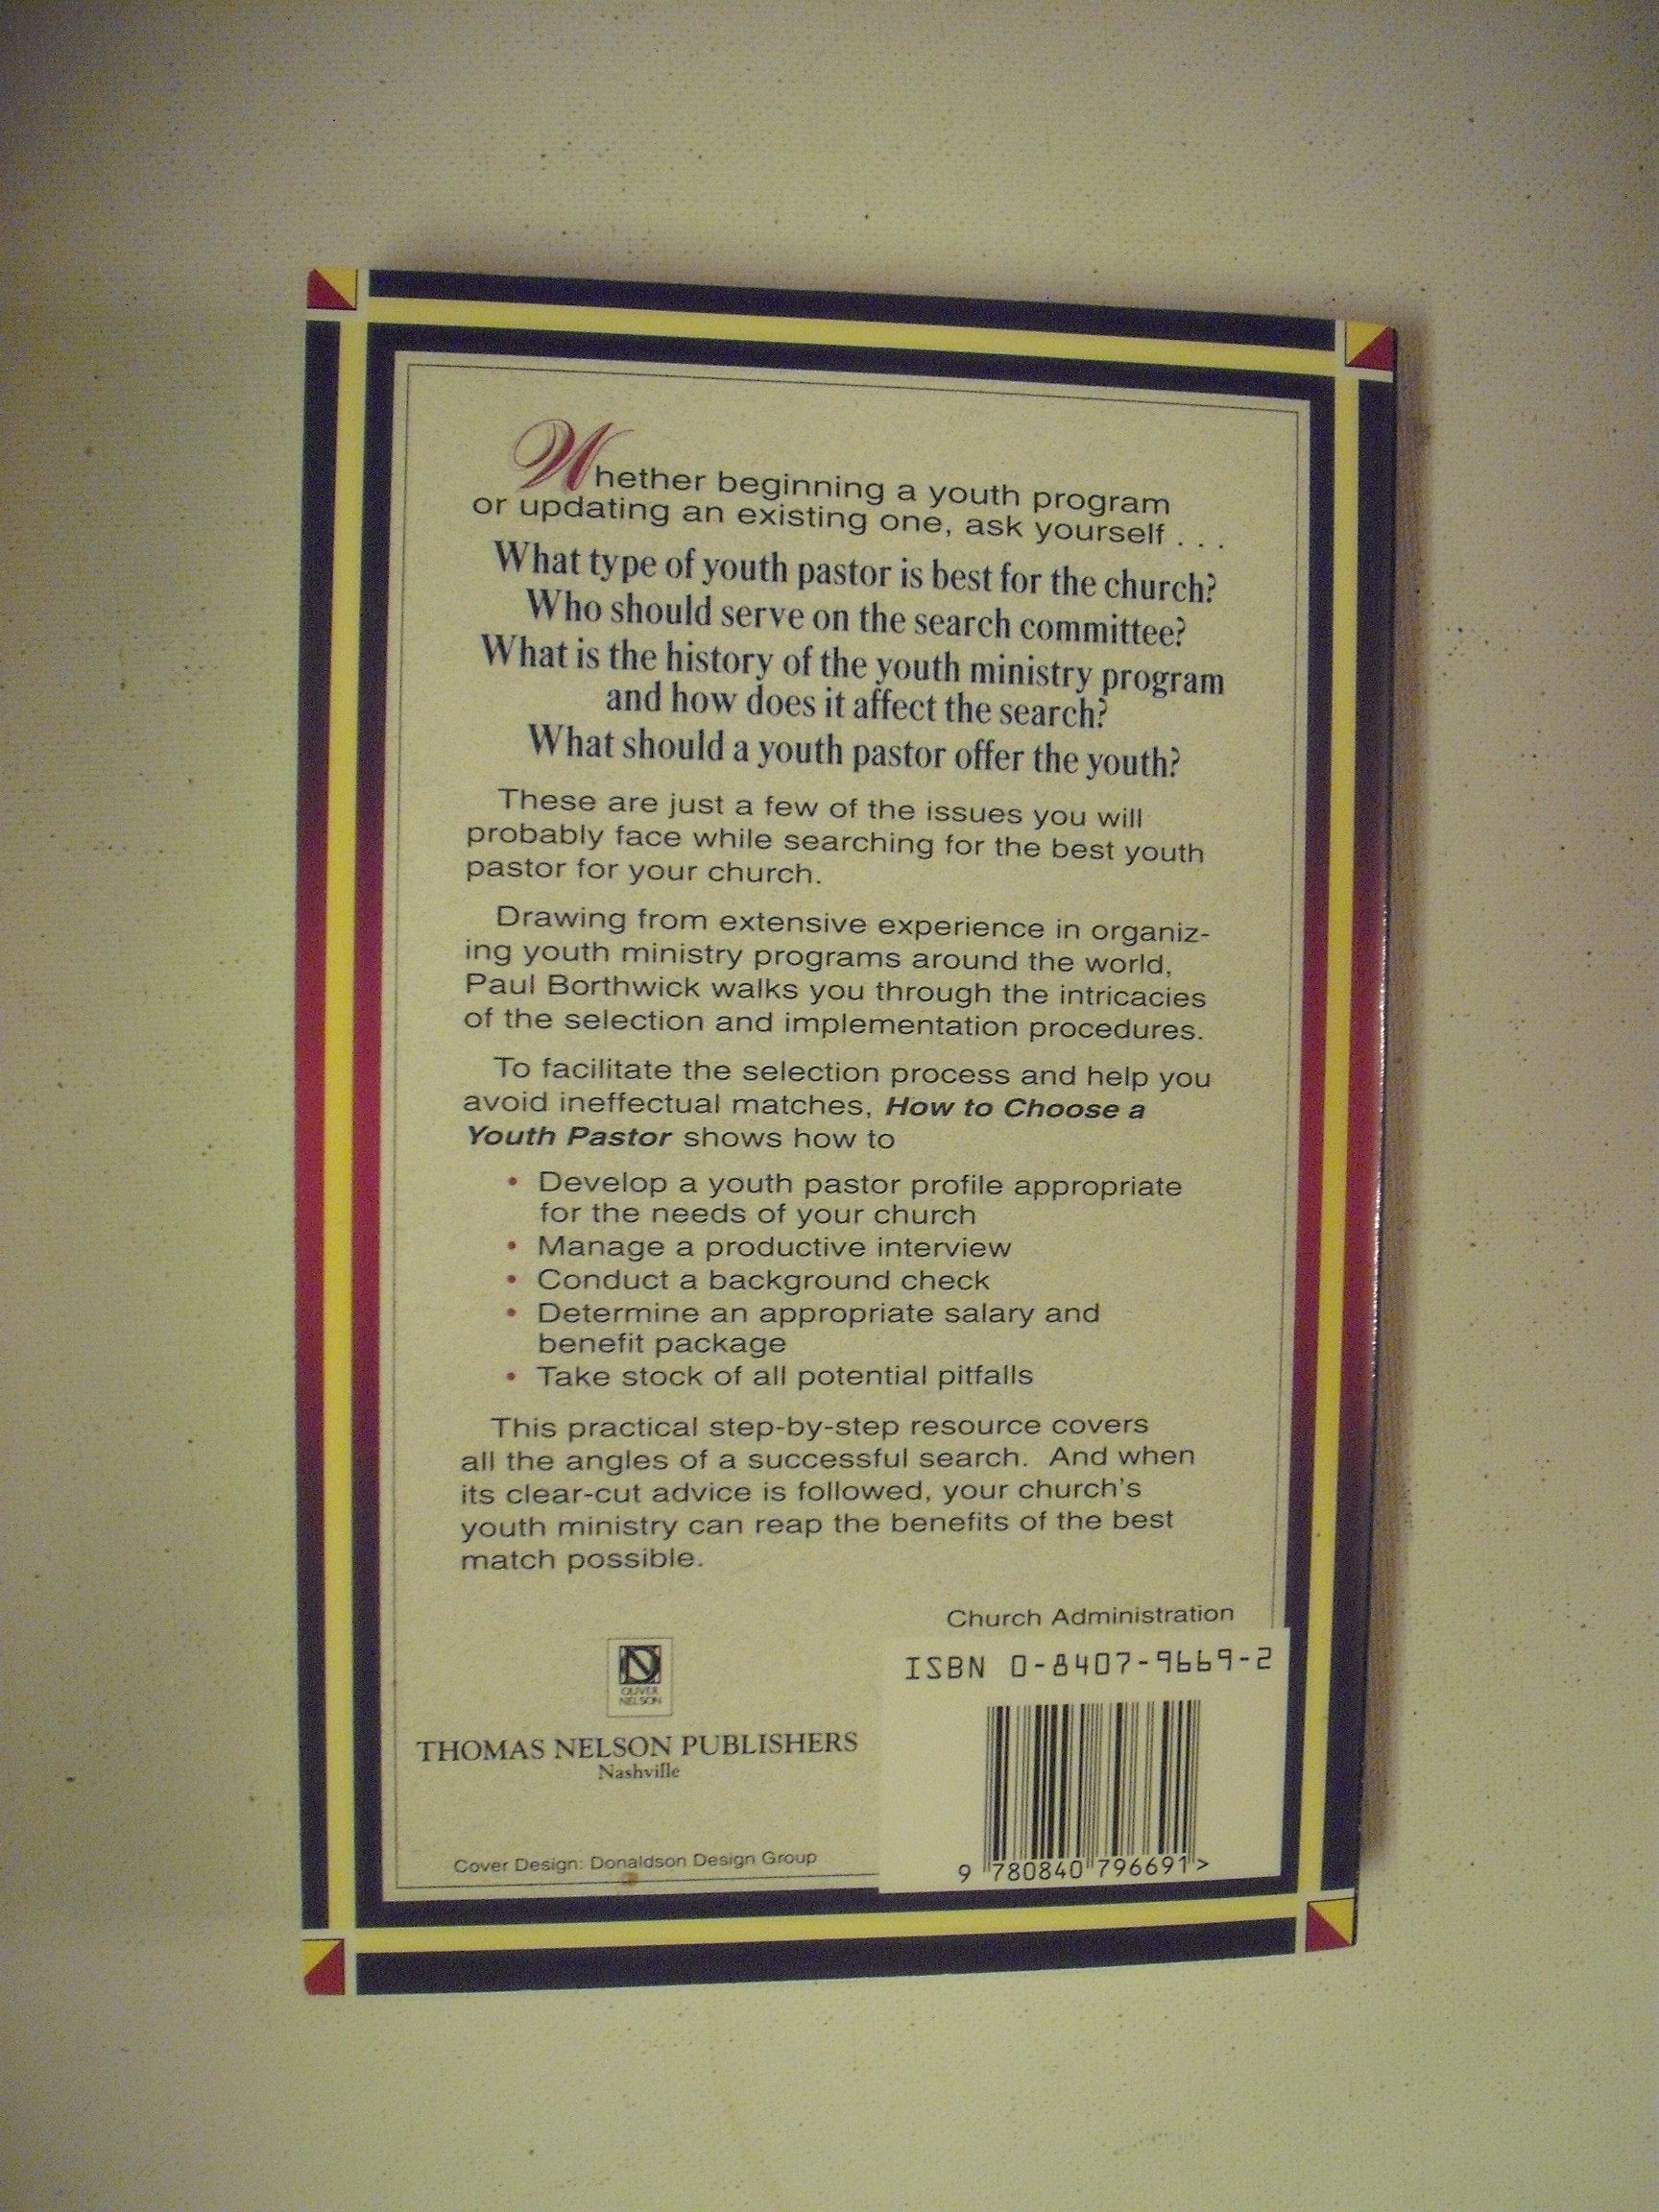 Whether beginning a youth program
or updating an existing one, ask yourself . . .
What type of youth pastor is best for the church?
Who should serve on the search committee?
What is the history of the youth ministry program
and how does it affect the search?
What should a youth pastor offer the youth?
These are just a few of the issues you will
probably face while searching for the best youth
pastor for your church.
Drawing from extensive experience in organiz-
ing youth ministry programs around the world,
Paul Borthwick walks you through the intricacies
of the selection and implementation procedures.
To facilitate the selection process and help you
avoid ineffectual matches, How to Choose a
Youth Pastor shows how to
• Develop a youth pastor profile appropriate
for the needs of your church
• Manage a productive interview
• Conduct a background check
• Determine an appropriate salary and
benefit package
• Take stock of all potential pitfalls
This practical step-by-step resource covers
all the angles of a successful search. And when
its clear-cut advice is followed, your church's
youth ministry can reap the benefits of the best
match possible.
Church Administration
ISBN 0-8407-9669-2
9 780840 796691 >
OLIVER
NELSON
THOMAS NELSON PUBLISHERS
Nashville
Cover Design: Donaldson Design Group